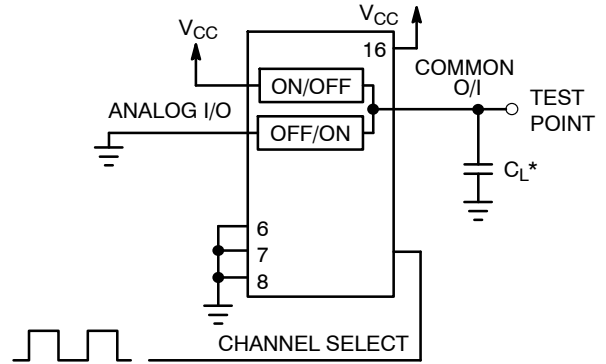 VCC
VCC
16
ON/OFF
COMMON
O/I
TEST
POINT
ANALOG I/O
OFF/ON
CL*
6
7
8
CHANNEL SELECT